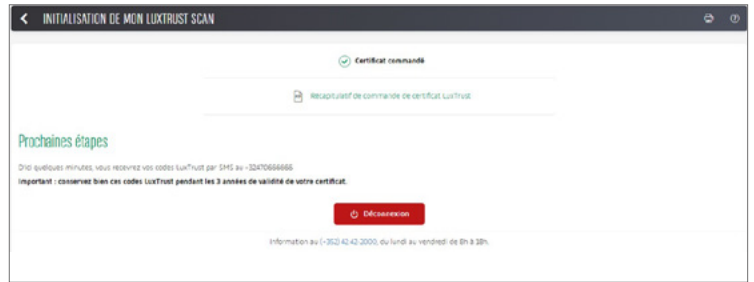 INITIALISATION DE MON LUXTRUST SCAN
Certificat commandé
Récapitulatif de commande de certificat LuxTrust
Prochaines étapes
D'ici quelques minutes, vous recevrez vos codes LuxTrust par SMS au +32470666666
Important : conservez bien ces codes LuxTrust pendant les 3 années de validité de votre certificat.
Déconnexion
Information au (+352) 42 42-2000, du lundi au vendredi de 8h à 18h.